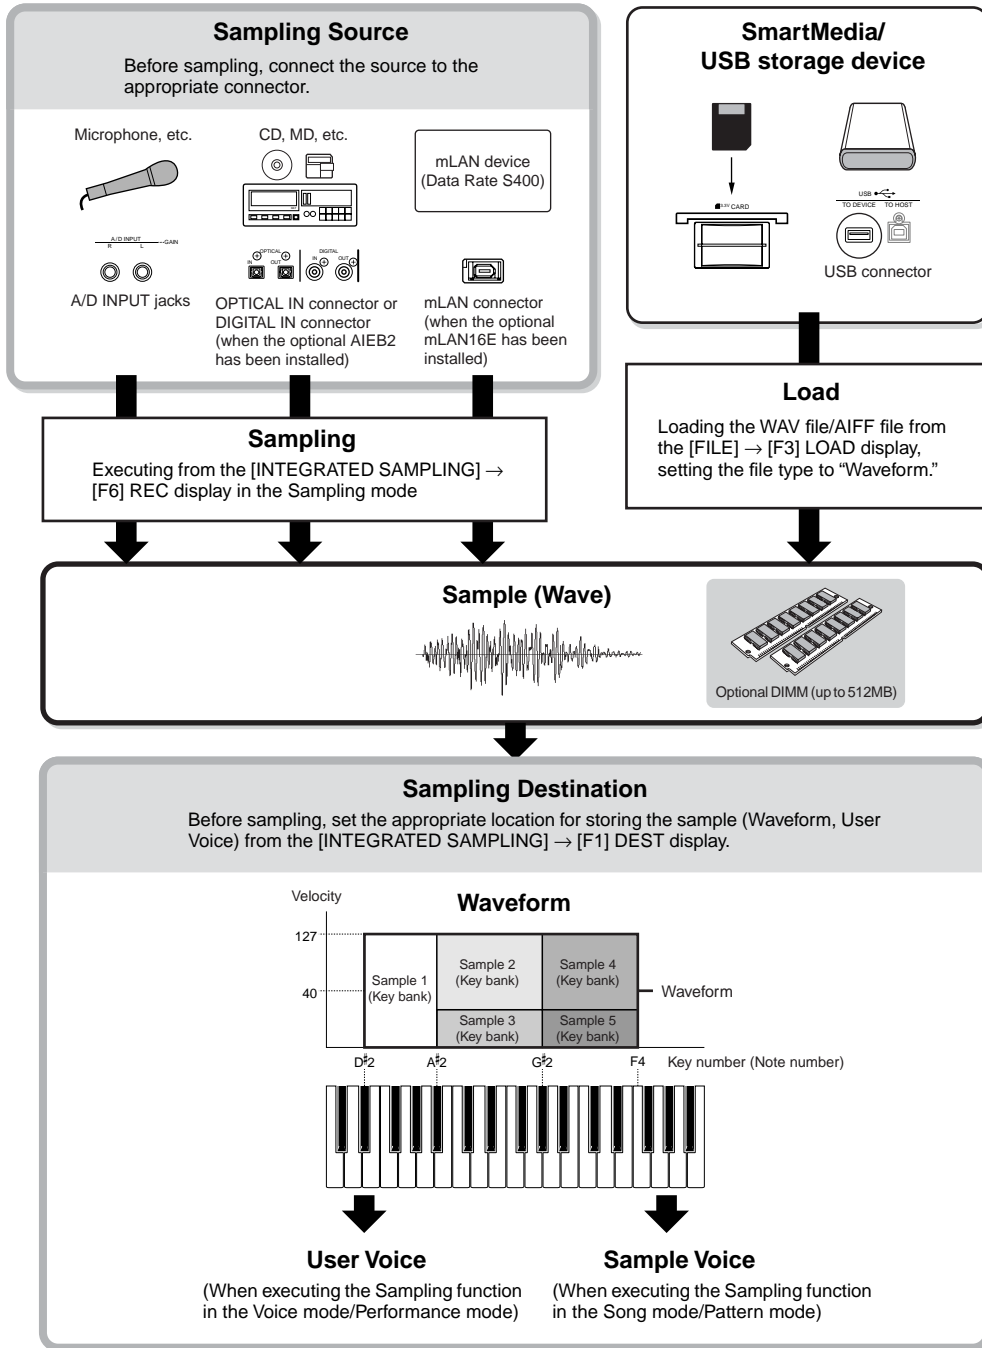 Sampling Source
Before sampling, connect the source to the
appropriate connector.
Microphone, etc.
A/D INPUT
R L GAIN
A/D INPUT jacks
CD, MD, etc.
OPTICAL
IN OUT
DIGITAL
IN OUT
OPTICAL IN connector or
DIGITAL IN connector
(when the optional AIEB2
has been installed)
mLAN device
(Data Rate S400)
mLAN connector
(when the optional
mLAN16E has been
installed)
SmartMedia/
USB storage device
3.3V CARD
USB
TO DEVICE TO HOST
USB connector
Sampling
Executing from the [INTEGRATED SAMPLING] →
[F6] REC display in the Sampling mode
Load
Loading the WAV file/AIFF file from
the [FILE] → [F3] LOAD display,
setting the file type to “Waveform.”
Sample (Wave)
Optional DIMM (up to 512MB)
Sampling Destination
Before sampling, set the appropriate location for storing the sample (Waveform, User
Voice) from the [INTEGRATED SAMPLING] → [F1] DEST display.
Waveform
Velocity
127
40
Sample 1
(Key bank)
Sample 2
(Key bank)
Sample 4
(Key bank)
Sample 3
(Key bank)
Sample 5
(Key bank)
Waveform
D♯2 A♯2 G♯2 F4 Key number (Note number)
User Voice
(When executing the Sampling function
in the Voice mode/Performance mode)
Sample Voice
(When executing the Sampling function
in the Song mode/Pattern mode)